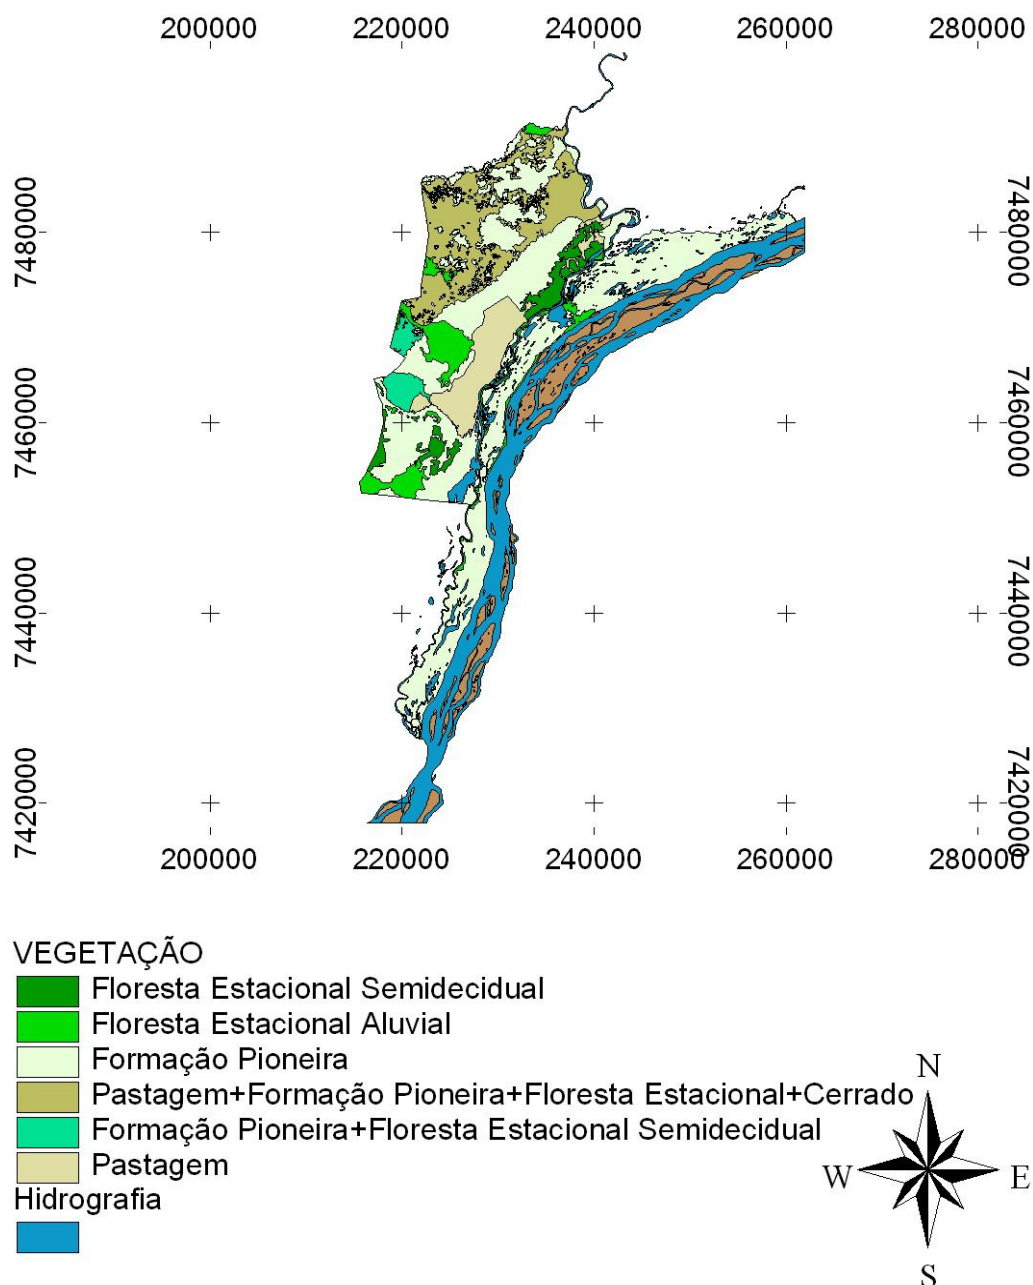 200000 220000 240000 260000 280000
7480000 7480000
7460000 7460000
7440000 7440000
7420000 7420000
200000 220000 240000 260000 280000
VEGETAÇÃO
Floresta Estacional Semidecidual
Floresta Estacional Aluvial
Formação Pioneira
Pastagem+Formação Pioneira+Floresta Estacional+Cerrado
Formação Pioneira+Floresta Estacional Semidecidual
Pastagem
Hidrografia
N
W E
S